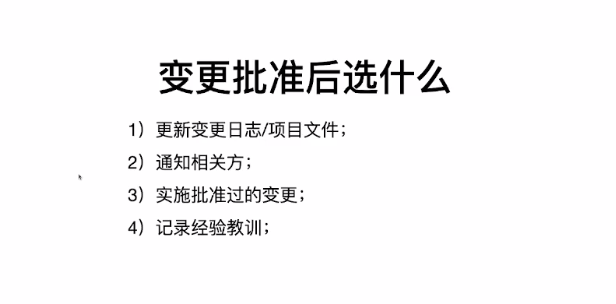 变更批准后选什么
1）更新变更日志/项目文件；
2）通知相关方；
3）实施批准过的变更；
4）记录经验教训；